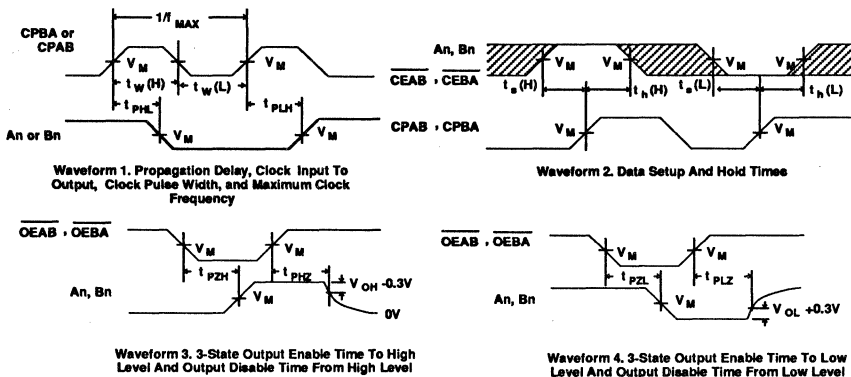 1/f MAX
CPBA or
CPAB
V M
V M
V M
t W (H)
t W (L)
t PHL
t PLH
An or Bn
V M
V M
Waveform 1. Propagation Delay, Clock Input To
Output, Clock Pulse Width, and Maximum Clock
Frequency
An, Bn
CEAB , CEBA
V M
V M
V M
V M
t s (H)
t h (H)
t s (L)
t h (L)
CPAB , CPBA
V M
V M
Waveform 2. Data Setup And Hold Times
OEAB , OEBA
V M
V M
t PZH
t PHZ
V OH -0.3V
An, Bn
V M
0V
Waveform 3. 3-State Output Enable Time To High
Level And Output Disable Time From High Level
OEAB , OEBA
V M
V M
t PZL
t PLZ
An, Bn
V M
V OL +0.3V
Waveform 4. 3-State Output Enable Time To Low
Level And Output Disable Time From Low Level